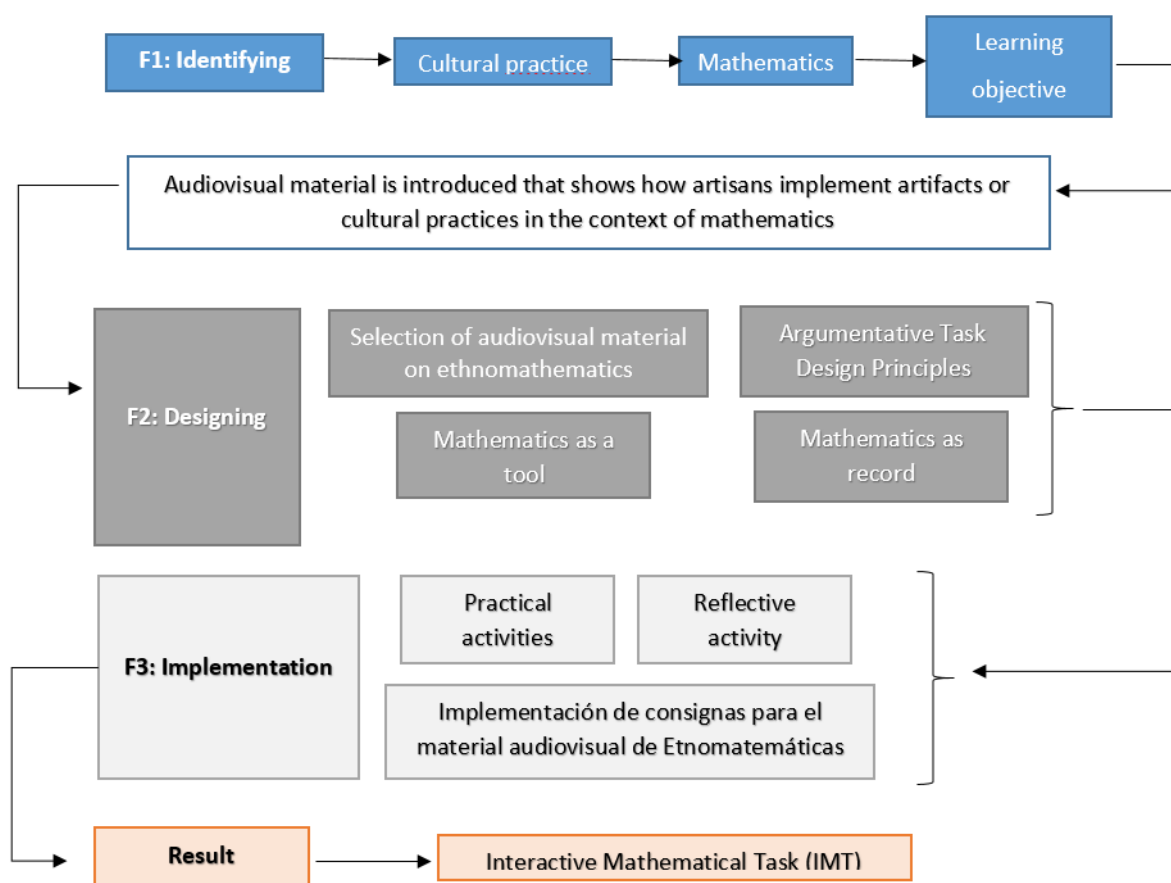 F1: Identifying
Cultural practice
Mathematics
Learning
objective
Audiovisual material is introduced that shows how artisans implement artifacts or
cultural practices in the context of mathematics
F2: Designing
Selection of audiovisual material
on ethnomathematics
Argumentative Task
Design Principles
Mathematics as a
tool
Mathematics as
record
F3: Implementation
Practical
activities
Reflective
activity
Implementación de consignas para el
material audiovisual de Etnomatemáticas
Result
Interactive Mathematical Task (IMT)